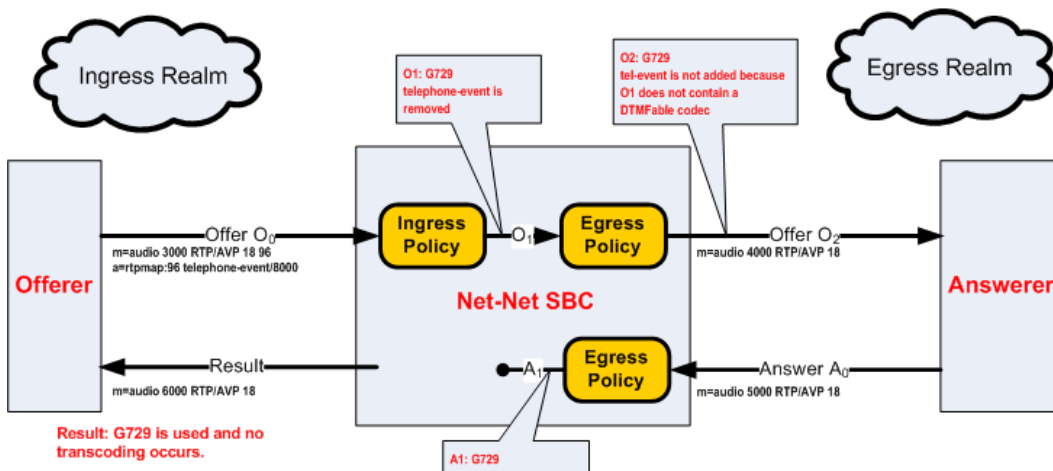 Ingress Realm
O1: G729
telephone-event is
removed
O2: G729
tel-event is not added because
O1 does not contain a
DTMFable codec
Egress Realm
Offerer
Offer O0
m=audio 3000 RTP/AVP 18 96
a=rtpmap:96 telephone-event/8000
Ingress
Policy
O1
Egress
Policy
Offer O2
m=audio 4000 RTP/AVP 18
Net-Net SBC
Answerer
Result
m=audio 6000 RTP/AVP 18
A1
Egress
Policy
Answer A0
m=audio 5000 RTP/AVP 18
Result: G729 is used and no
transcoding occurs.
A1: G729